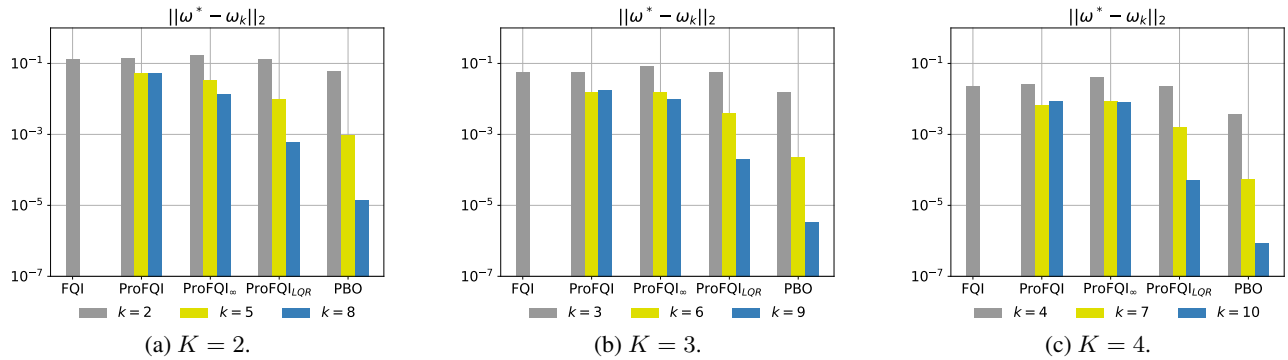 ||ω* − ω_k||_2
10^−1
10^−3
10^−5
10^−7
FQI ProFQI ProFQI_∞ ProFQI_LQR PBO
k = 2 k = 5 k = 8
(a) K = 2.
||ω* − ω_k||_2
10^−1
10^−3
10^−5
10^−7
FQI ProFQI ProFQI_∞ ProFQI_LQR PBO
k = 3 k = 6 k = 9
(b) K = 3.
||ω* − ω_k||_2
10^−1
10^−3
10^−5
10^−7
FQI ProFQI ProFQI_∞ ProFQI_LQR PBO
k = 4 k = 7 k = 10
(c) K = 4.